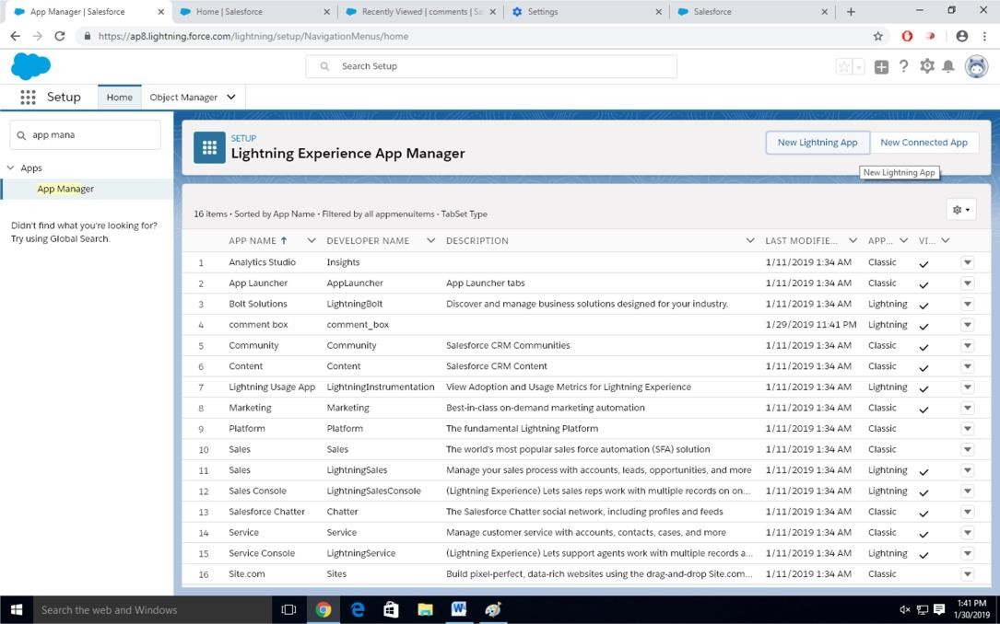 App Manager | Salesforce
Home | Salesforce
Recently Viewed | comments | Sa
Settings
Salesforce
https://ap8.lightning.force.com/lightning/setup/NavigationMenus/home
Search Setup
Setup
Home
Object Manager
app mana
Apps
App Manager
Didn't find what you're looking for?
Try using Global Search.
SETUP
Lightning Experience App Manager
New Lightning App
New Connected App
New Lightning App
16 items • Sorted by App Name • Filtered by all appmenuitems - TabSet Type
APP NAME ↑ DEVELOPER NAME DESCRIPTION LAST MODIFIE... APP... VI...
1 Analytics Studio Insights 1/11/2019 1:34 AM Classic
2 App Launcher AppLauncher App Launcher tabs 1/11/2019 1:34 AM Classic
3 Bolt Solutions LightningBolt Discover and manage business solutions designed for your industry. 1/11/2019 1:34 AM Lightning
4 comment box comment_box 1/29/2019 11:41 PM Lightning
5 Community Community Salesforce CRM Communities 1/11/2019 1:34 AM Classic
6 Content Content Salesforce CRM Content 1/11/2019 1:34 AM Classic
7 Lightning Usage App LightningInstrumentation View Adoption and Usage Metrics for Lightning Experience 1/11/2019 1:34 AM Lightning
8 Marketing Marketing Best-in-class on-demand marketing automation 1/11/2019 1:34 AM Classic
9 Platform Platform The fundamental Lightning Platform 1/11/2019 1:34 AM Classic
10 Sales Sales The world's most popular sales force automation (SFA) solution 1/11/2019 1:34 AM Classic
11 Sales LightningSales Manage your sales process with accounts, leads, opportunities, and more 1/11/2019 1:34 AM Lightning
12 Sales Console LightningSalesConsole (Lightning Experience) Lets sales reps work with multiple records on on... 1/11/2019 1:34 AM Lightning
13 Salesforce Chatter Chatter The Salesforce Chatter social network, including profiles and feeds 1/11/2019 1:34 AM Classic
14 Service Service Manage customer service with accounts, contacts, cases, and more 1/11/2019 1:34 AM Classic
15 Service Console LightningService (Lightning Experience) Lets support agents work with multiple records a... 1/11/2019 1:34 AM Lightning
16 Site.com Sites Build pixel-perfect, data-rich websites using the drag-and-drop Site.com... 1/11/2019 1:34 AM Classic
Search the web and Windows
1:41 PM
1/30/2019